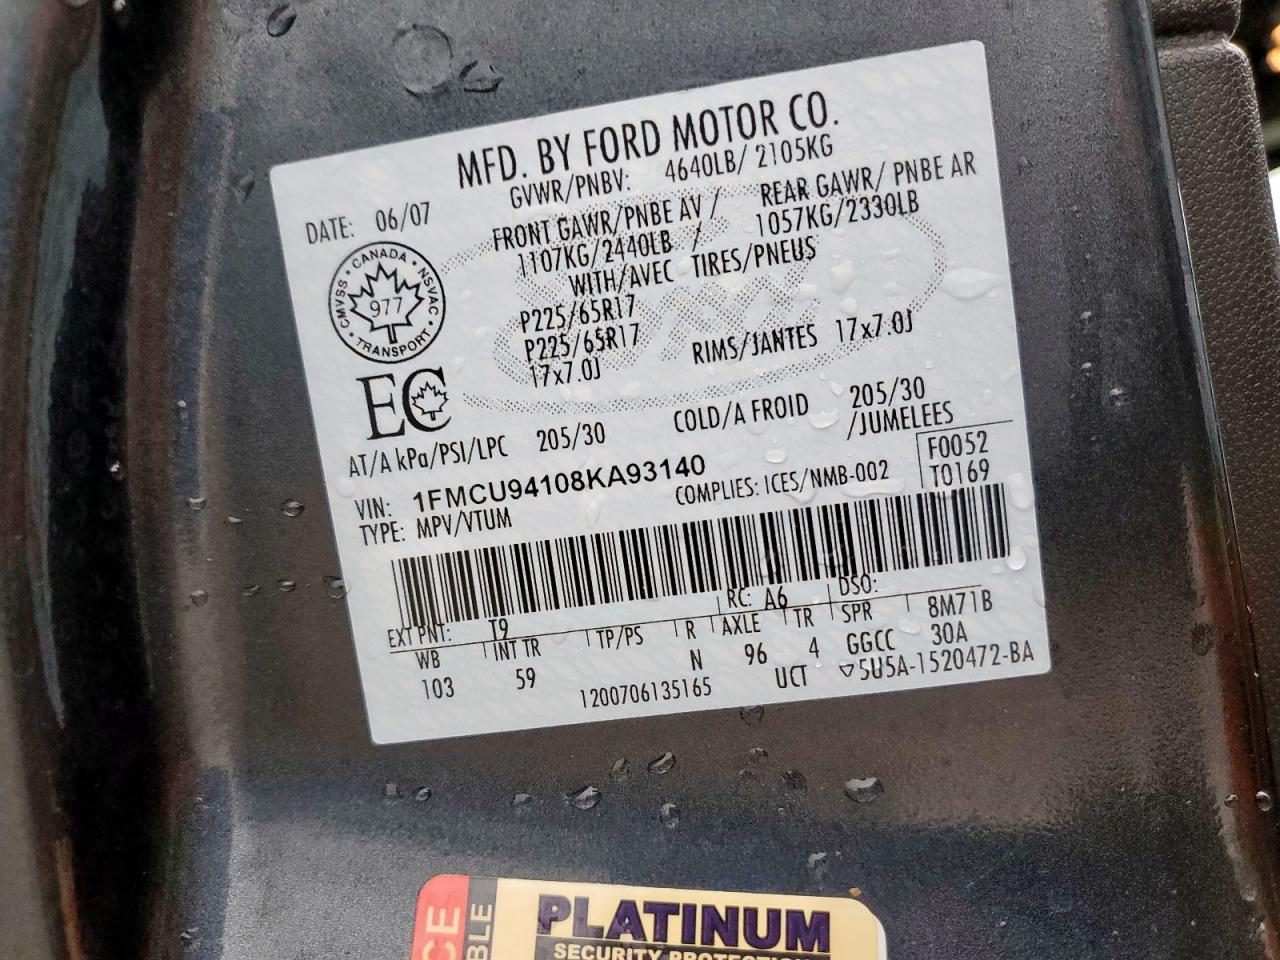 MFD. BY FORD MOTOR CO.
DATE: 06/07
GVWR/PNBV: 4640LB/ 2105KG
FRONT GAWR/PNBE AV / REAR GAWR/ PNBE AR
1107KG/2440LB / 1057KG/2330LB
WITH/AVEC TIRES/PNEUS
P225/65R17
P225/65R17
17x7.0J RIMS/JANTES 17x7.0J
CANADA • NSVAC • TRANSPORT • CMVSS •
977
EC
AT/A kPa/PSI/LPC 205/30 COLD/A FROID 205/30
/JUMELEES
VIN: 1FMCU94108KA93140
F0052
TYPE: MPV/VTUM COMPLIES: ICES/NMB-002 T0169
EXT PNT: T9 RC: A6 DSO:
WB INT TR TP/PS R AXLE TR SPR 8M71B
103 59 N 96 4 GGCC 30A
1200706135165 UCT ▽5U5A-1520472-BA
PLATINUM
SECURITY PROTECTION
CE
BLE